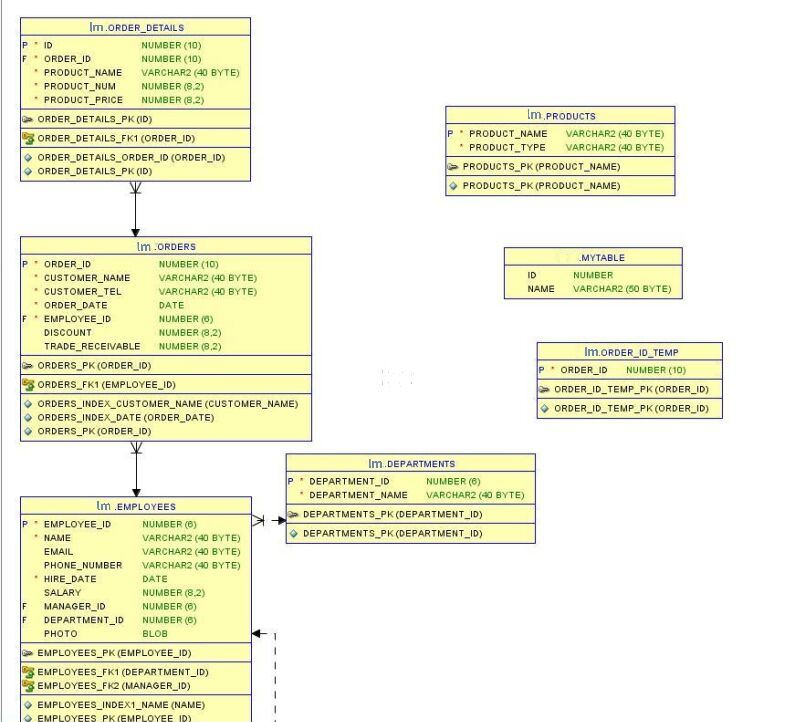 lm.ORDER_DETAILS
P * ID NUMBER (10)
F * ORDER_ID NUMBER (10)
* PRODUCT_NAME VARCHAR2 (40 BYTE)
* PRODUCT_NUM NUMBER (8,2)
* PRODUCT_PRICE NUMBER (8,2)
ORDER_DETAILS_PK (ID)
ORDER_DETAILS_FK1 (ORDER_ID)
ORDER_DETAILS_ORDER_ID (ORDER_ID)
ORDER_DETAILS_PK (ID)
lm.PRODUCTS
P * PRODUCT_NAME VARCHAR2 (40 BYTE)
* PRODUCT_TYPE VARCHAR2 (40 BYTE)
PRODUCTS_PK (PRODUCT_NAME)
PRODUCTS_PK (PRODUCT_NAME)
lm.ORDERS
P * ORDER_ID NUMBER (10)
* CUSTOMER_NAME VARCHAR2 (40 BYTE)
* CUSTOMER_TEL VARCHAR2 (40 BYTE)
* ORDER_DATE DATE
F * EMPLOYEE_ID NUMBER (6)
DISCOUNT NUMBER (8,2)
TRADE_RECEIVABLE NUMBER (8,2)
ORDERS_PK (ORDER_ID)
ORDERS_FK1 (EMPLOYEE_ID)
ORDERS_INDEX_CUSTOMER_NAME (CUSTOMER_NAME)
ORDERS_INDEX_DATE (ORDER_DATE)
ORDERS_PK (ORDER_ID)
.MYTABLE
ID NUMBER
NAME VARCHAR2 (50 BYTE)
lm.ORDER_ID_TEMP
P * ORDER_ID NUMBER (10)
ORDER_ID_TEMP_PK (ORDER_ID)
ORDER_ID_TEMP_PK (ORDER_ID)
lm.DEPARTMENTS
P * DEPARTMENT_ID NUMBER (6)
* DEPARTMENT_NAME VARCHAR2 (40 BYTE)
DEPARTMENTS_PK (DEPARTMENT_ID)
DEPARTMENTS_PK (DEPARTMENT_ID)
lm.EMPLOYEES
P * EMPLOYEE_ID NUMBER (6)
* NAME VARCHAR2 (40 BYTE)
EMAIL VARCHAR2 (40 BYTE)
PHONE_NUMBER VARCHAR2 (40 BYTE)
* HIRE_DATE DATE
SALARY NUMBER (8,2)
F MANAGER_ID NUMBER (6)
F DEPARTMENT_ID NUMBER (6)
PHOTO BLOB
EMPLOYEES_PK (EMPLOYEE_ID)
EMPLOYEES_FK1 (DEPARTMENT_ID)
EMPLOYEES_FK2 (MANAGER_ID)
EMPLOYEES_INDEX1_NAME (NAME)
EMPLOYEES_PK (EMPLOYEE_ID)